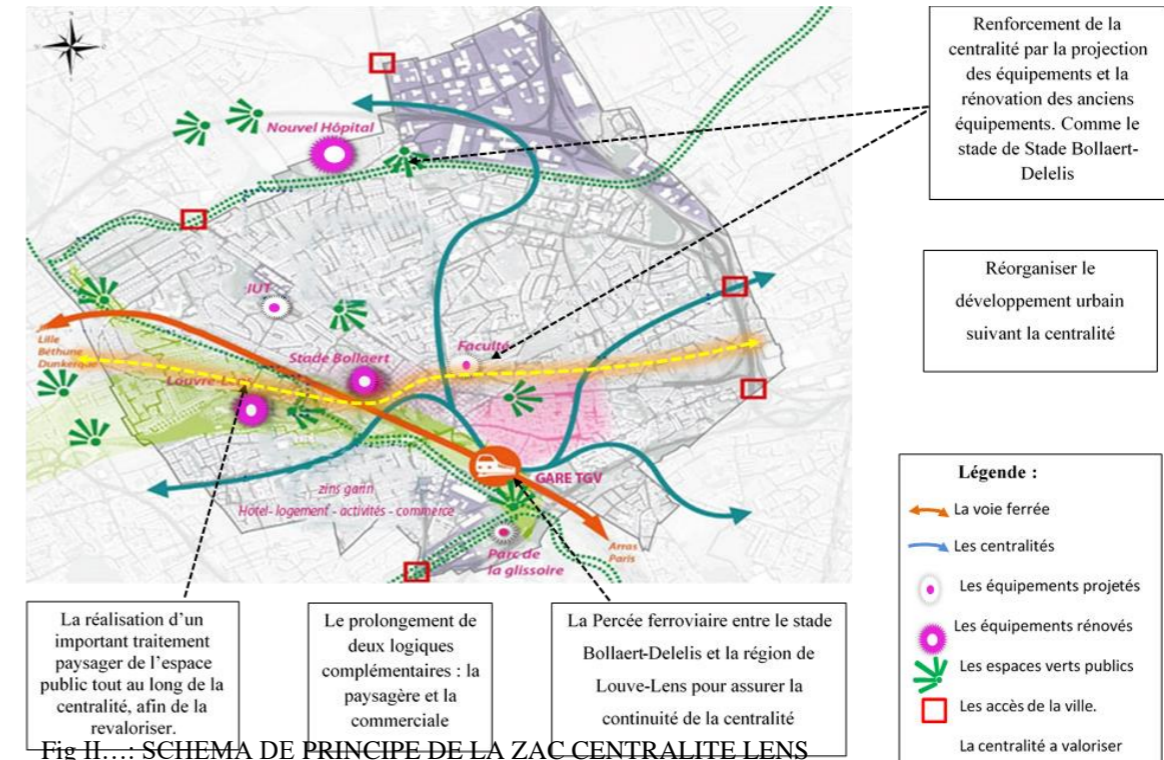 Renforcement de la
centralité par la projection
des équipements et la
rénovation des anciens
équipements. Comme le
stade de Stade Bollaert-
Delelis
Réorganiser le
développement urbain
suivant la centralité
Nouvel Hôpital
IUT
Lille
Béthune
Dunkerque
Stade Bollaert
Faculté
Louvre-L
GARE TGV
zins garin
Hotel- logement - activités - commerce
Parc de
la glissoire
Arras
Paris
Légende :
La voie ferrée
Les centralités
Les équipements projetés
Les équipements rénovés
Les espaces verts publics
Les accès de la ville.
La centralité a valoriser
La réalisation d’un
important traitement
paysager de l’espace
public tout au long de la
centralité, afin de la
revaloriser.
Le prolongement de
deux logiques
complémentaires : la
paysagère et la
commerciale
La Percée ferroviaire entre le stade
Bollaert-Delelis et la région de
Louve-Lens pour assurer la
continuité de la centralité
Fig II…: SCHEMA DE PRINCIPE DE LA ZAC CENTRALITE LENS